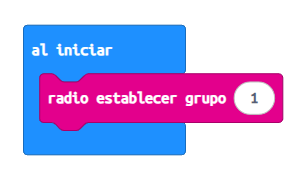 al iniciar
radio establecer grupo 1